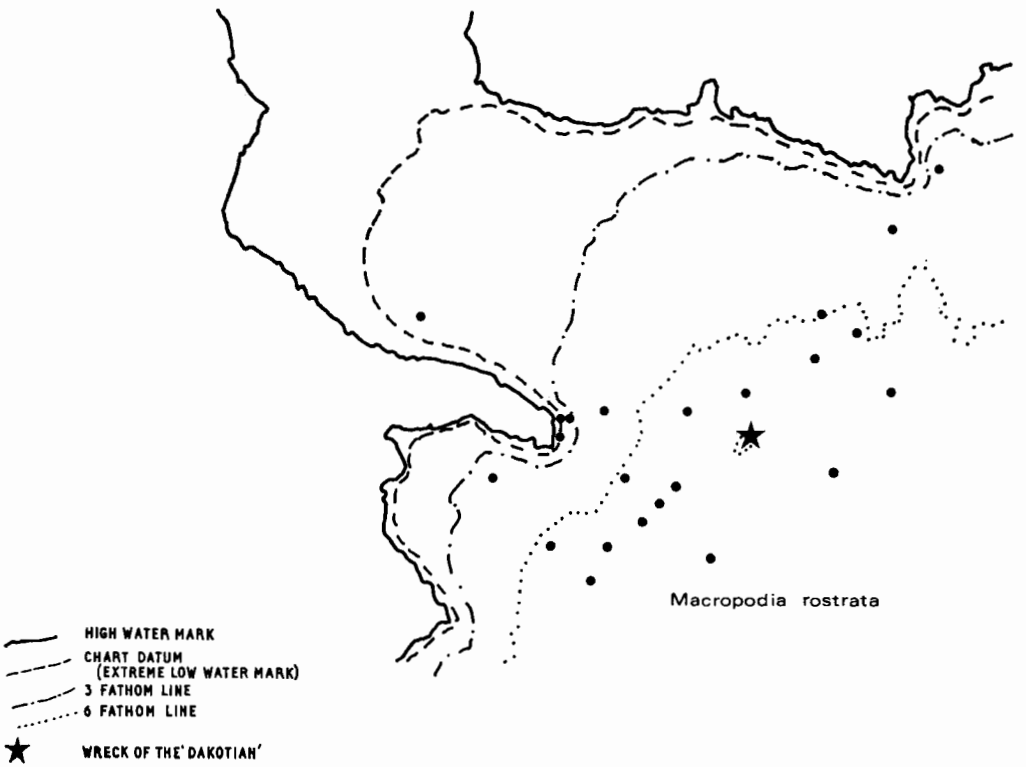 Macropodia rostrata
HIGH WATER MARK
CHART DATUM
(EXTREME LOW WATER MARK)
3 FATHOM LINE
6 FATHOM LINE
WRECK OF THE 'DAKOTIAN'